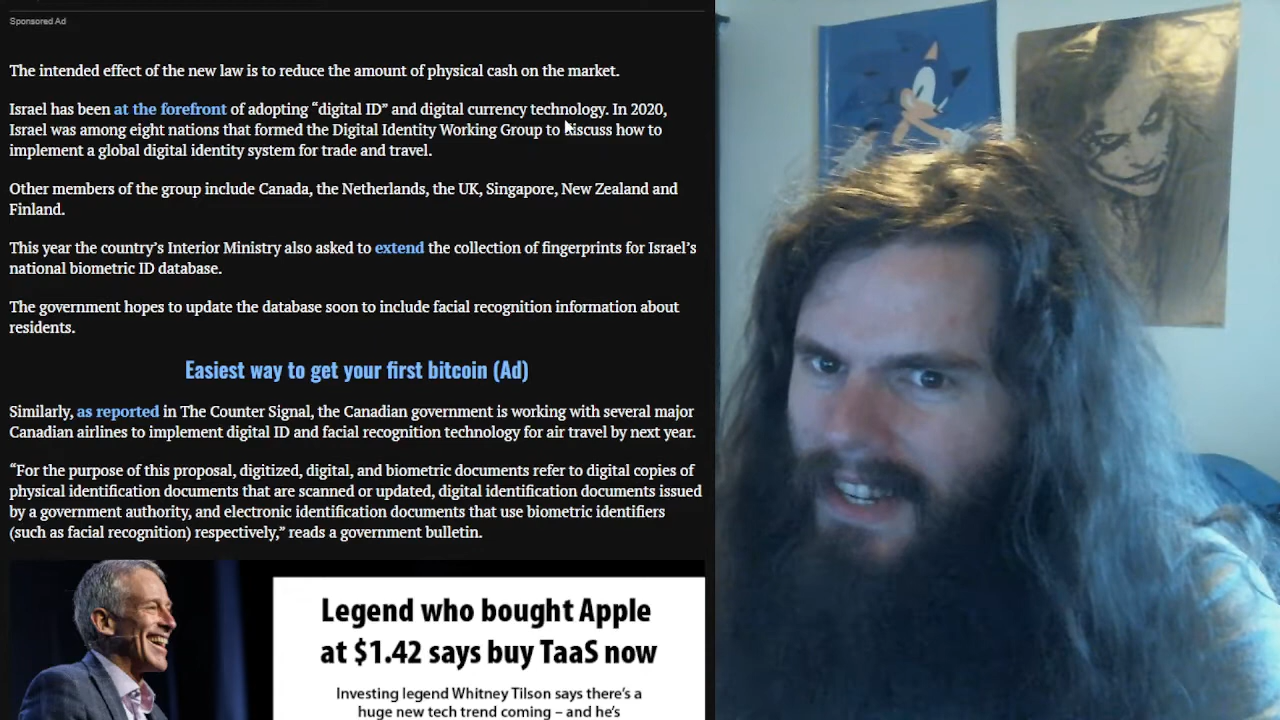 Sponsored Ad
The intended effect of the new law is to reduce the amount of physical cash on the market.
Israel has been at the forefront of adopting “digital ID” and digital currency technology. In 2020,
Israel was among eight nations that formed the Digital Identity Working Group to discuss how to
implement a global digital identity system for trade and travel.
Other members of the group include Canada, the Netherlands, the UK, Singapore, New Zealand and
Finland.
This year the country’s Interior Ministry also asked to extend the collection of fingerprints for Israel’s
national biometric ID database.
The government hopes to update the database soon to include facial recognition information about
residents.
Easiest way to get your first bitcoin (Ad)
Similarly, as reported in The Counter Signal, the Canadian government is working with several major
Canadian airlines to implement digital ID and facial recognition technology for air travel by next year.
“For the purpose of this proposal, digitized, digital, and biometric documents refer to digital copies of
physical identification documents that are scanned or updated, digital identification documents issued
by a government authority, and electronic identification documents that use biometric identifiers
(such as facial recognition) respectively,” reads a government bulletin.
Legend who bought Apple
at $1.42 says buy TaaS now
Investing legend Whitney Tilson says there’s a
huge new tech trend coming – and he’s